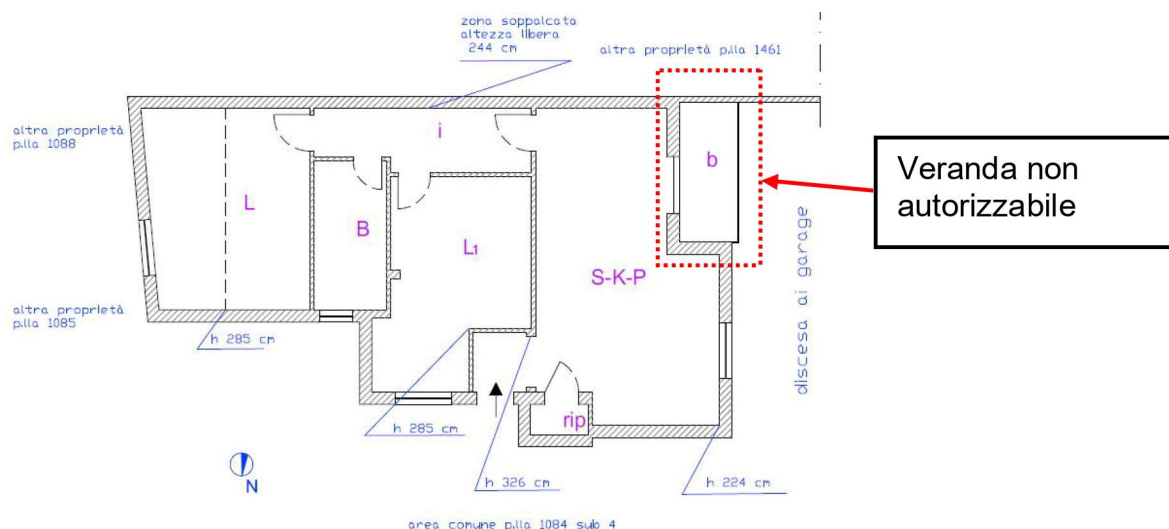 zona soppalcata
altezza libera
244 cm
altra proprietà p.lla 1461
altra proprietà
p.lla 1088
i
b
Veranda non
autorizzabile
L
B
L1
S-K-P
discesa ai garage
altra proprietà
p.lla 1085
h 285 cm
rip
h 285 cm
N
h 326 cm
h 224 cm
area comune p.lla 1084 sub 4